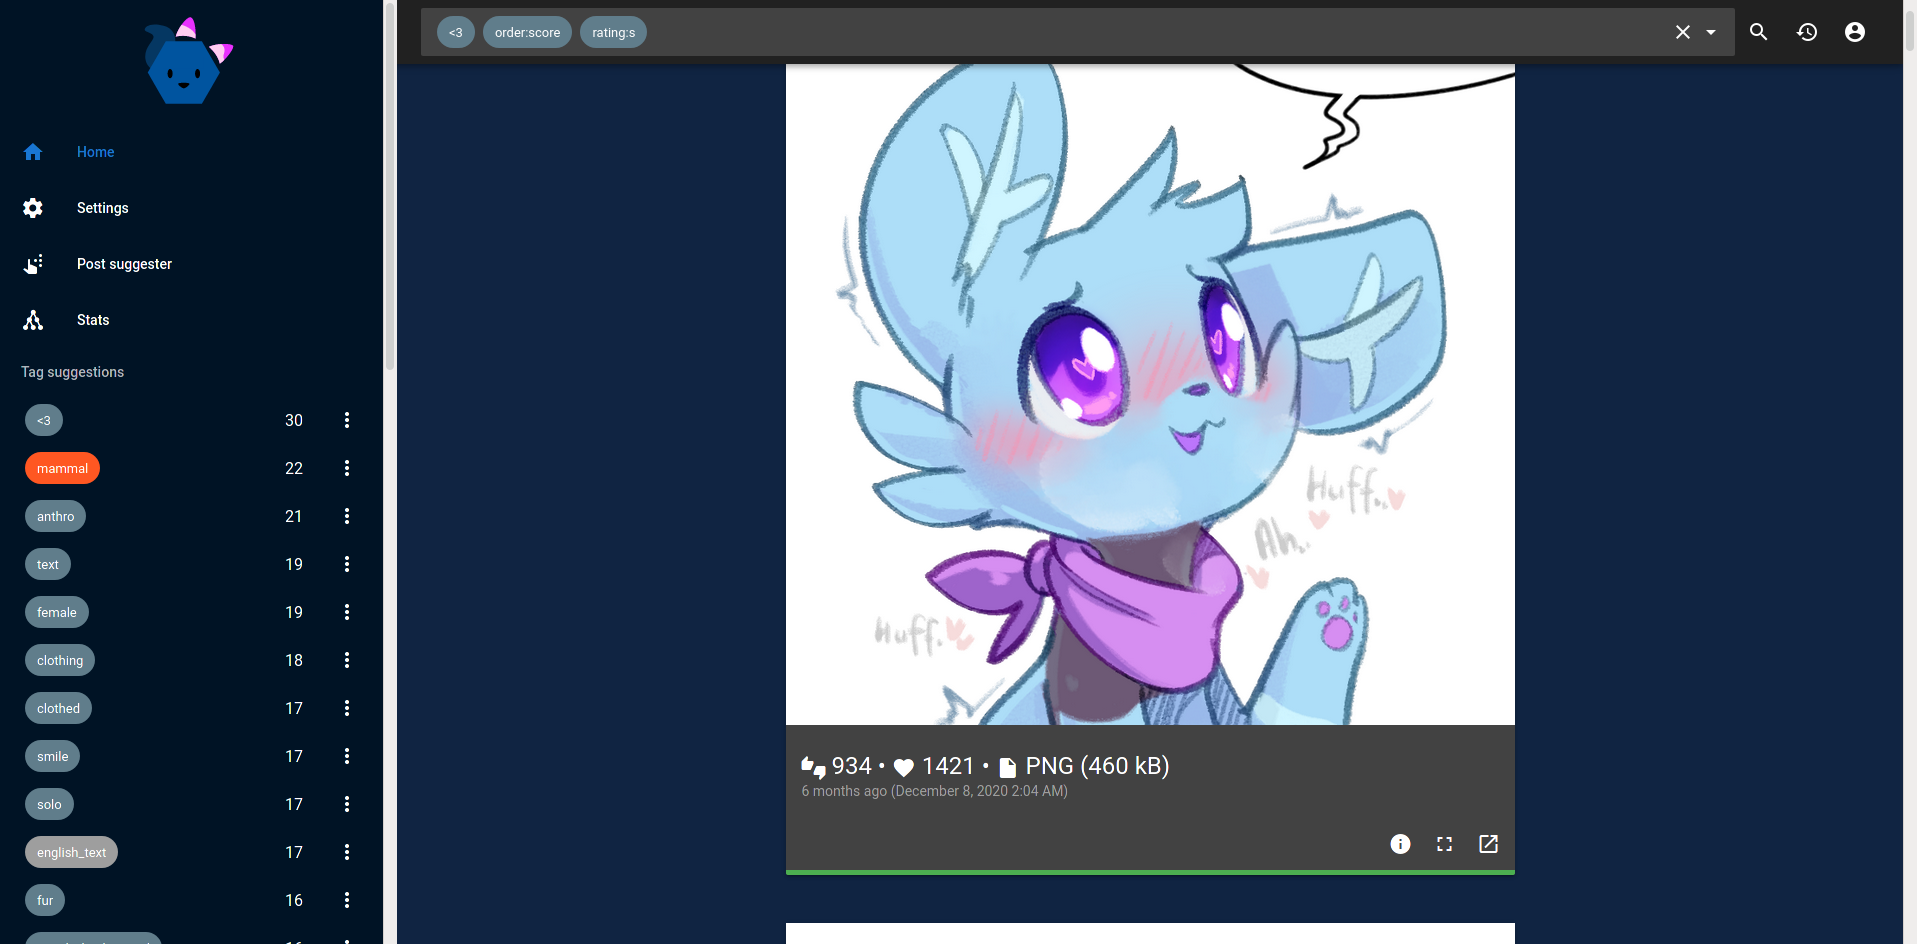 <3 order:score rating:s
Home
Settings
Post suggester
Stats
Tag suggestions
<3 30
mammal 22
anthro 21
text 19
female 19
clothing 18
clothed 17
smile 17
solo 17
english_text 17
fur 16
Huff..
Ah..
Huff.
934 • 1421 • PNG (460 kB)
6 months ago (December 8, 2020 2:04 AM)